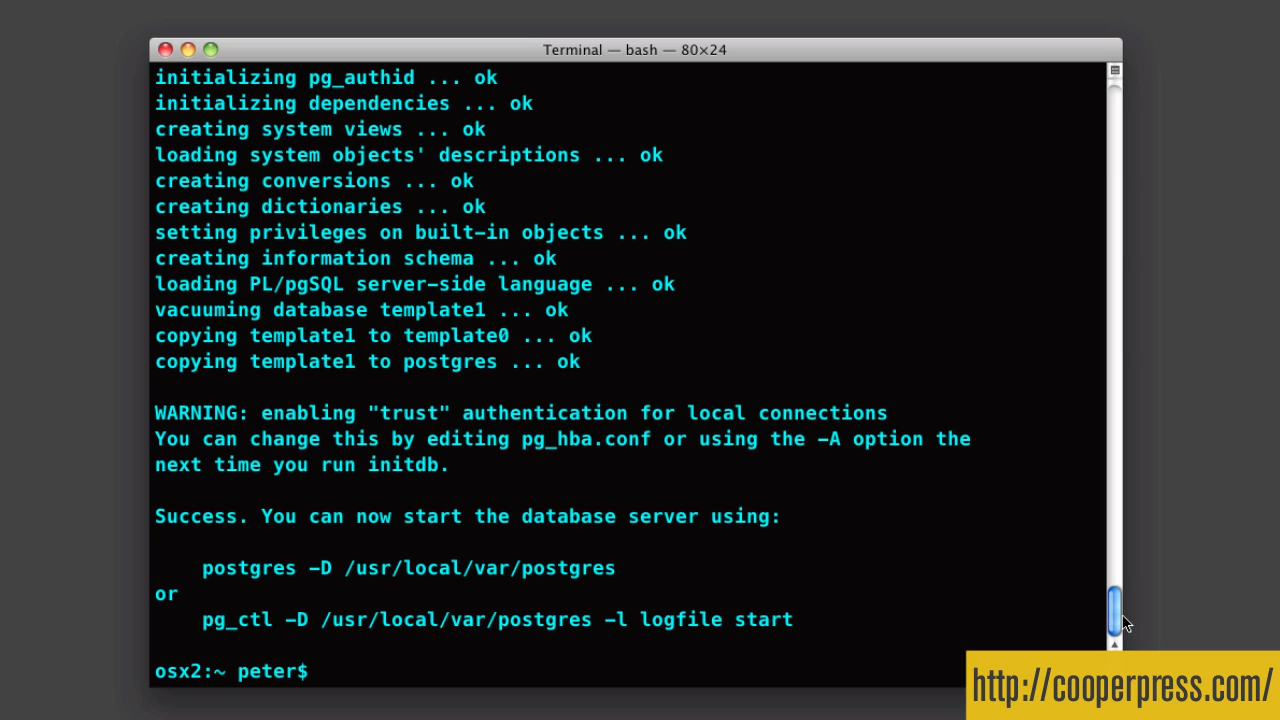 Terminal — bash — 80×24
initializing pg_authid ... ok
initializing dependencies ... ok
creating system views ... ok
loading system objects' descriptions ... ok
creating conversions ... ok
creating dictionaries ... ok
setting privileges on built-in objects ... ok
creating information schema ... ok
loading PL/pgSQL server-side language ... ok
vacuuming database template1 ... ok
copying template1 to template0 ... ok
copying template1 to postgres ... ok
WARNING: enabling "trust" authentication for local connections
You can change this by editing pg_hba.conf or using the -A option the
next time you run initdb.
Success. You can now start the database server using:
postgres -D /usr/local/var/postgres
or
pg_ctl -D /usr/local/var/postgres -l logfile start
osx2:~ peter$
http://cooperpress.com/